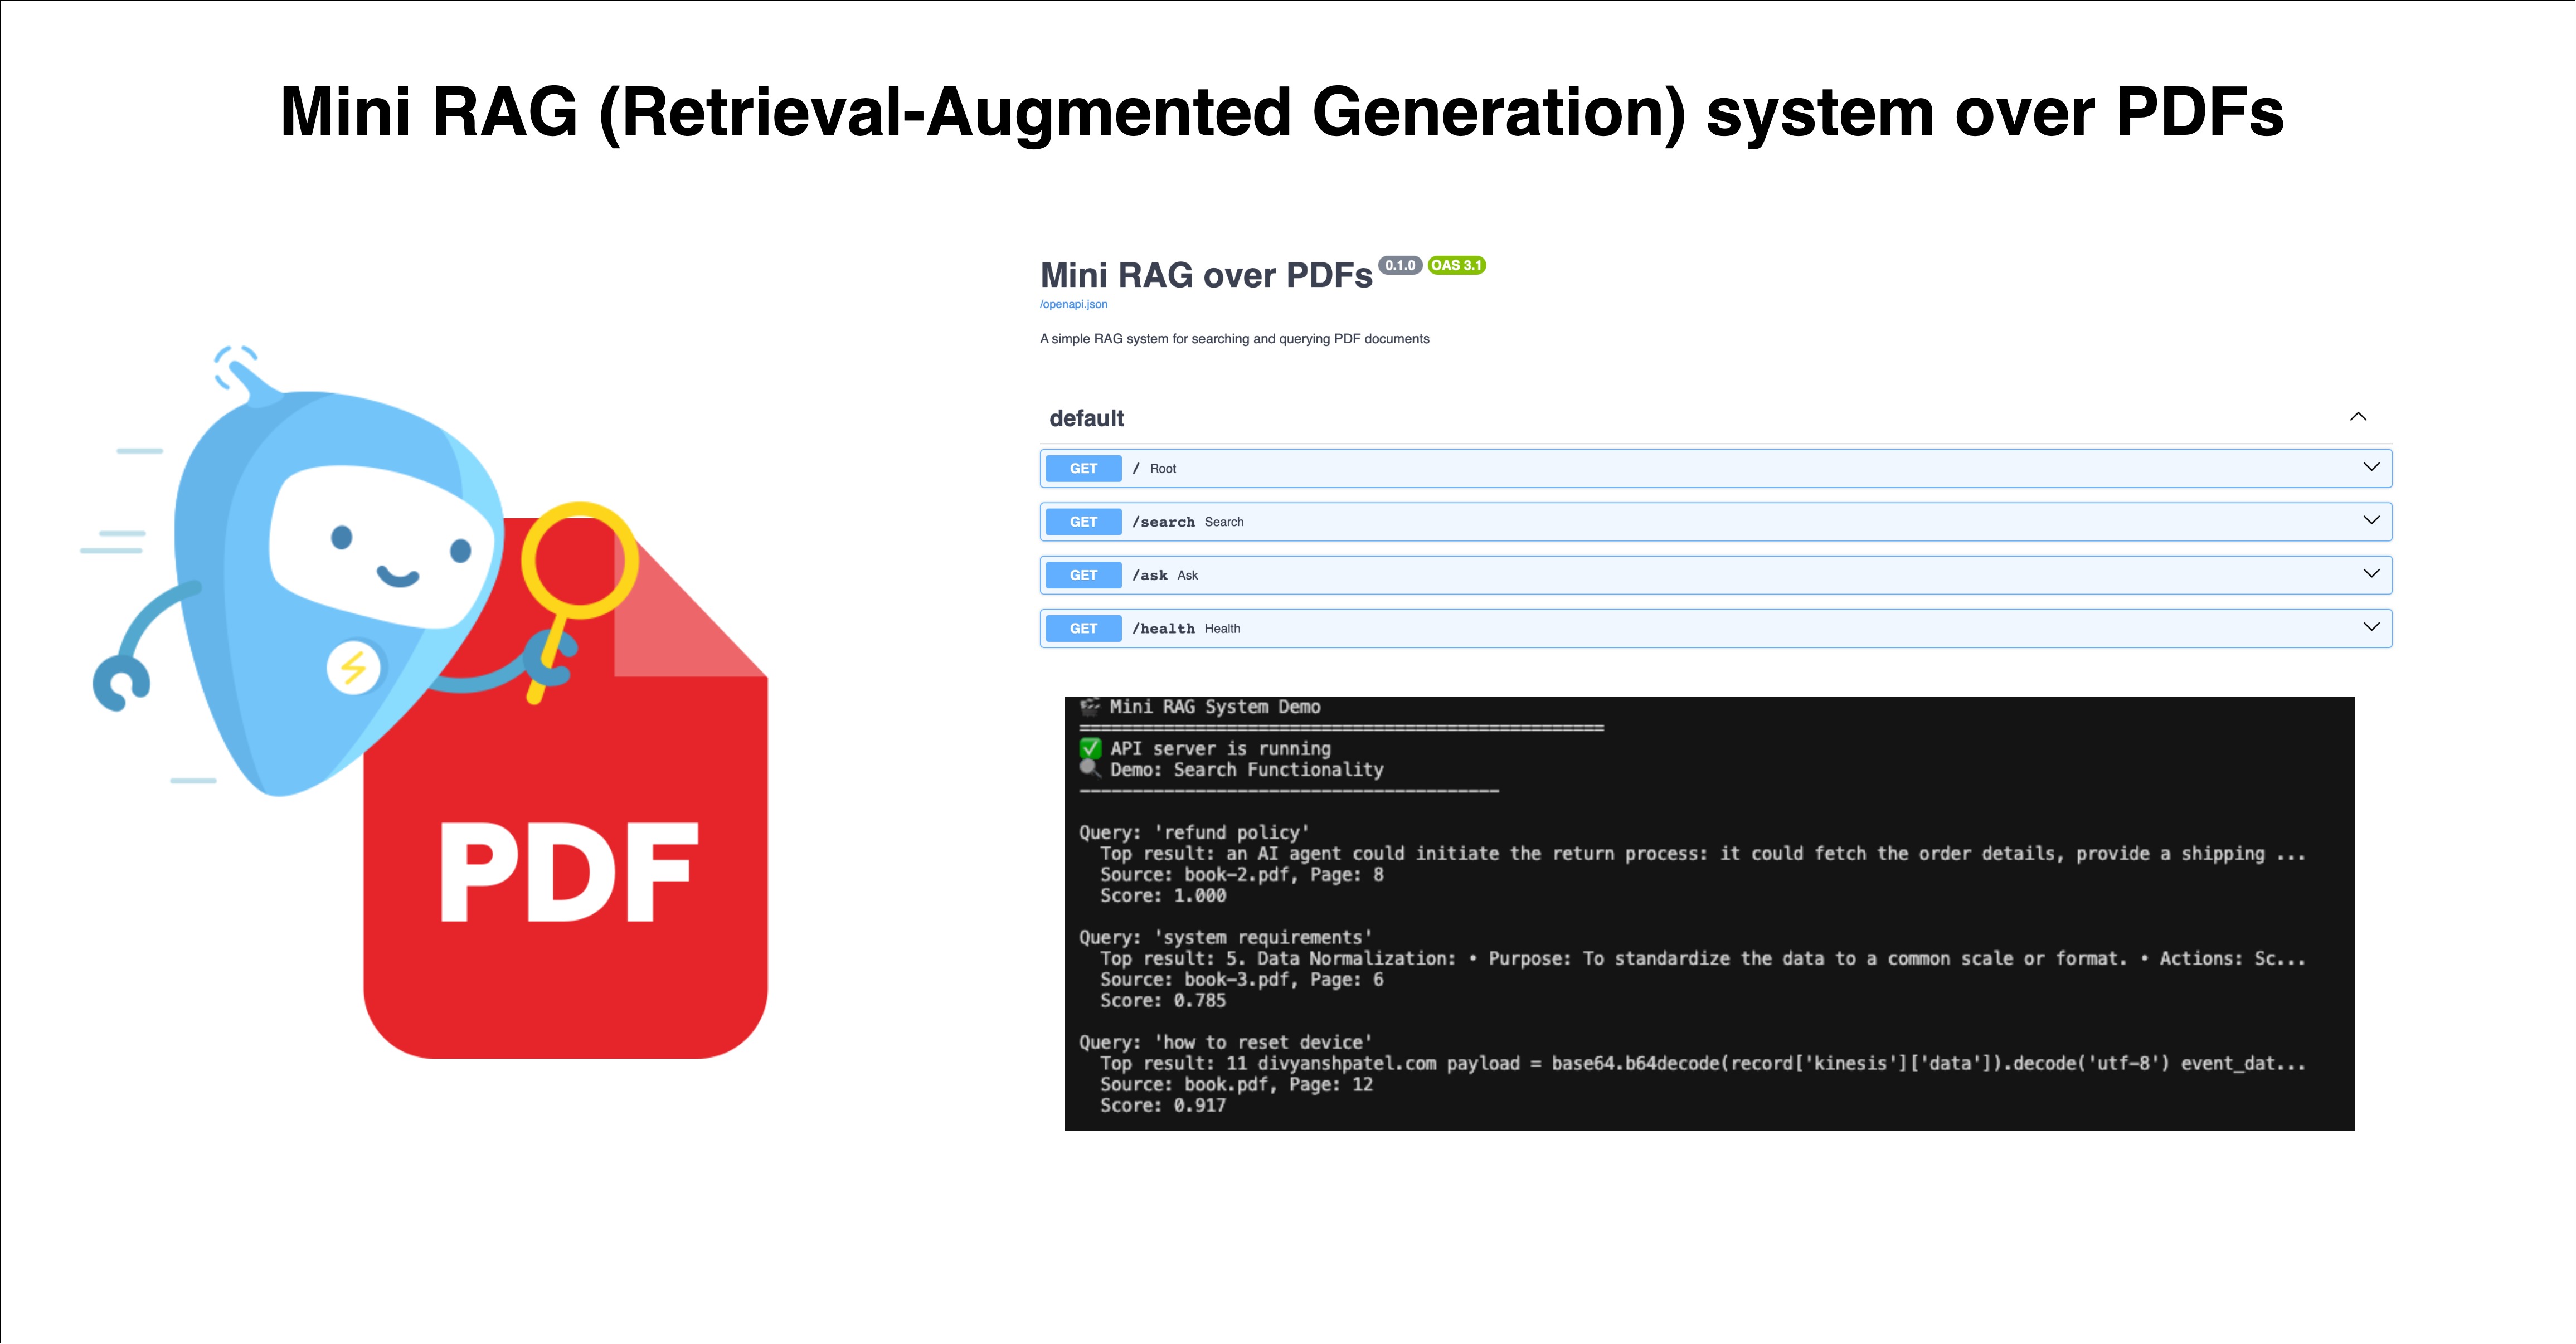 Mini RAG (Retrieval-Augmented Generation) system over PDFs
PDF
Mini RAG over PDFs 0.1.0 OAS 3.1
/openapi.json
A simple RAG system for searching and querying PDF documents
default
GET / Root
GET /search Search
GET /ask Ask
GET /health Health
🎬 Mini RAG System Demo
==================================================
✅ API server is running
🔍 Demo: Search Functionality
----------------------------------------
Query: 'refund policy'
Top result: an AI agent could initiate the return process: it could fetch the order details, provide a shipping ...
Source: book-2.pdf, Page: 8
Score: 1.000
Query: 'system requirements'
Top result: 5. Data Normalization: • Purpose: To standardize the data to a common scale or format. • Actions: Sc...
Source: book-3.pdf, Page: 6
Score: 0.785
Query: 'how to reset device'
Top result: 11 divyanshpatel.com payload = base64.b64decode(record['kinesis']['data']).decode('utf-8') event_dat...
Source: book.pdf, Page: 12
Score: 0.917